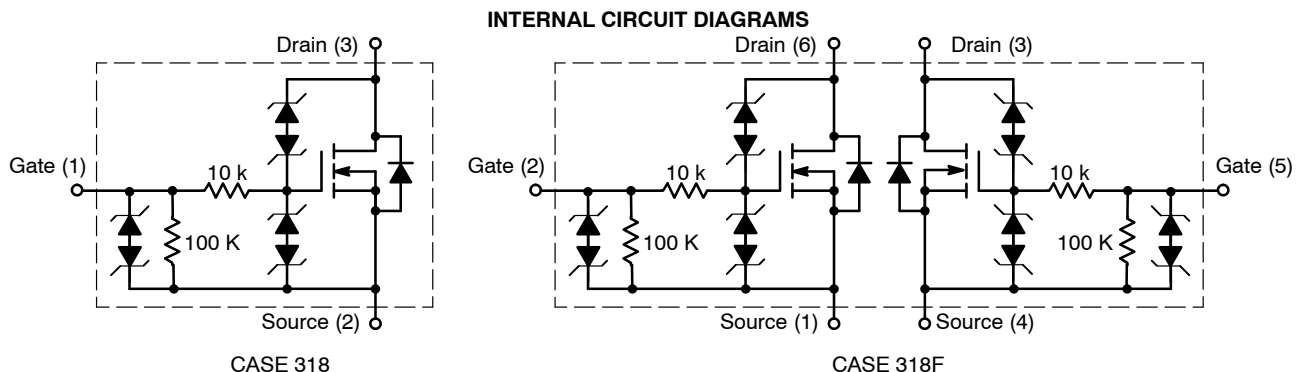 INTERNAL CIRCUIT DIAGRAMS
Drain (3)
Gate (1)
10 k
100 K
Source (2)
CASE 318
Drain (6)
Drain (3)
Gate (2)
10 k
100 K
10 k
Gate (5)
100 K
Source (1)
Source (4)
CASE 318F